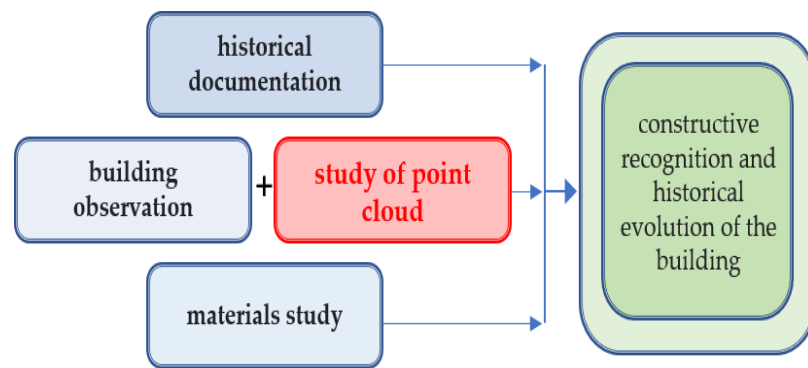 historical
documentation
building
observation
+
study of point
cloud
materials study
constructive
recognition and
historical
evolution of the
building